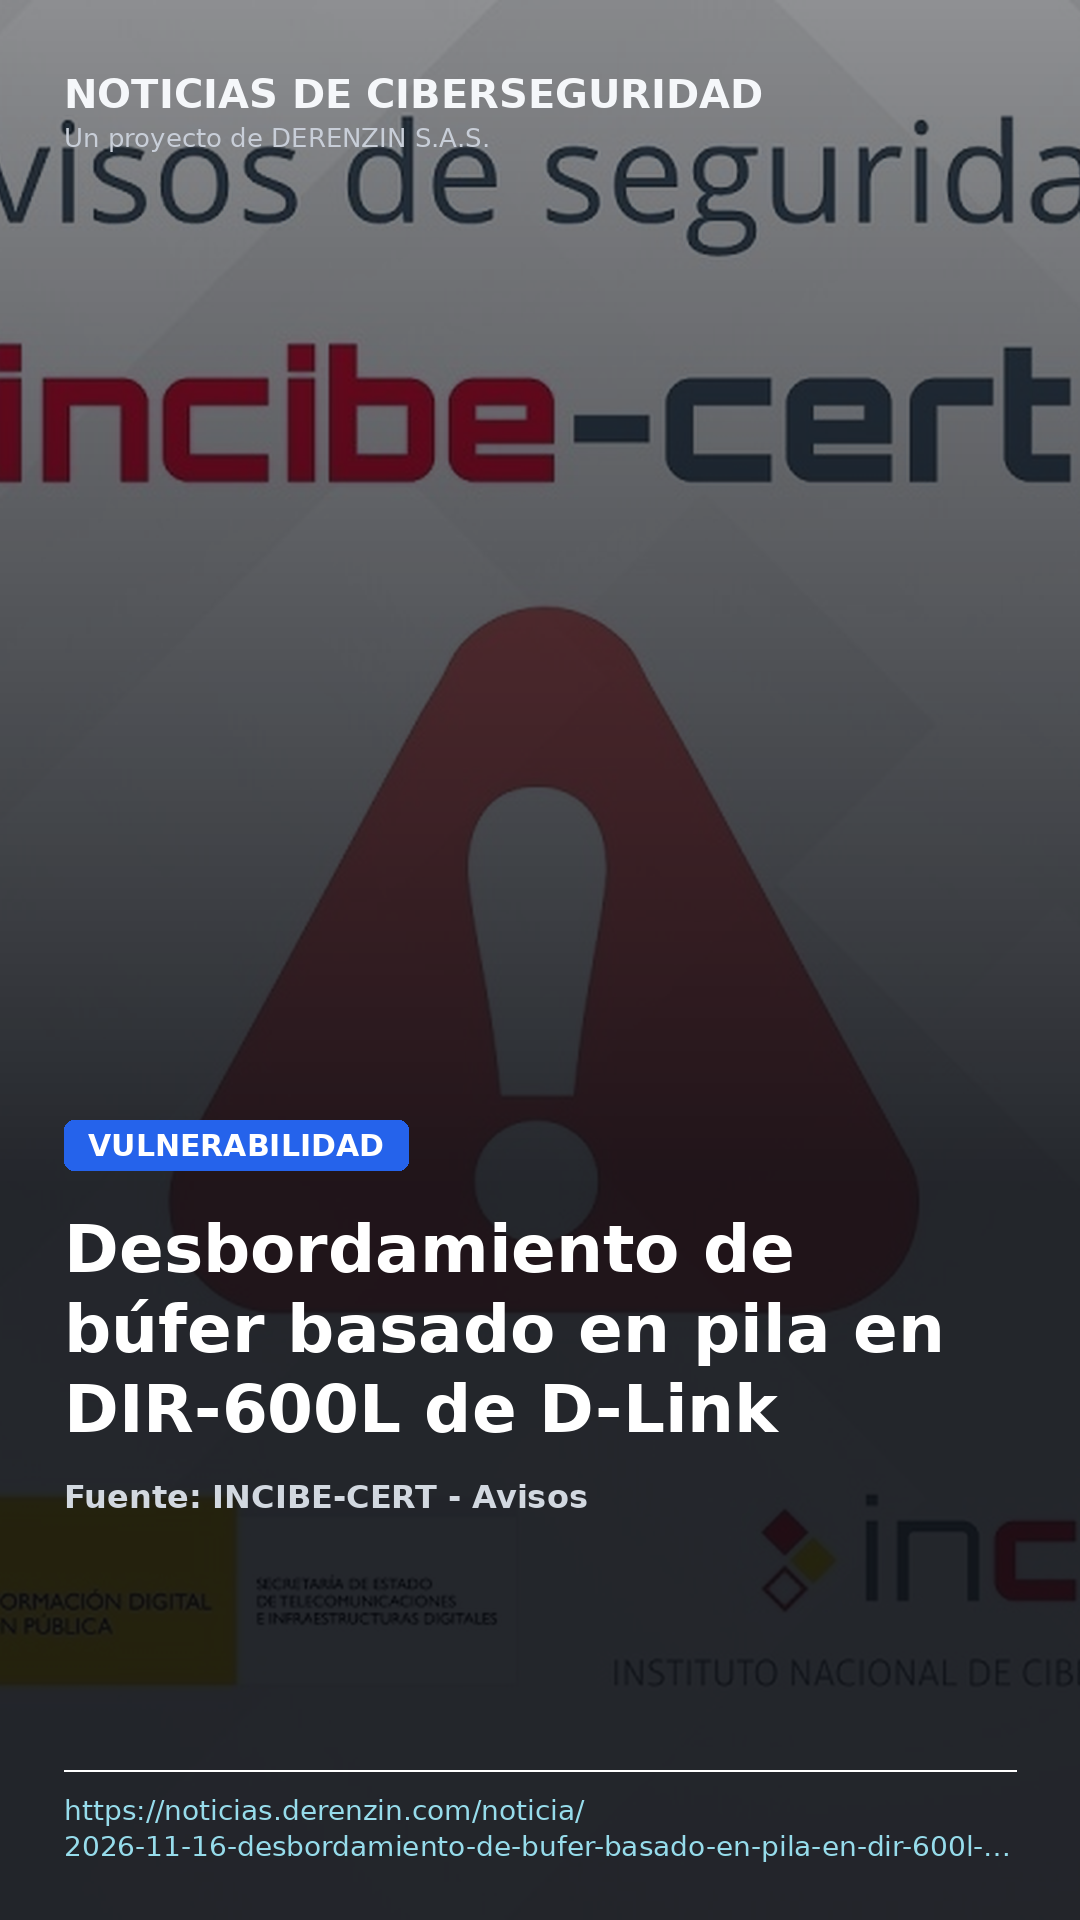 NOTICIAS DE CIBERSEGURIDAD
Un proyecto de DERENZIN S.A.S.
visos de segurida
incibe-cert
VULNERABILIDAD
Desbordamiento de
búfer basado en pila en
DIR-600L de D-Link
Fuente: INCIBE-CERT - Avisos
ORMACIÓN DIGITAL
N PÚBLICA
SECRETARÍA DE ESTADO
DE TELECOMUNICACIONES
E INFRAESTRUCTURAS DIGITALES
inc
INSTITUTO NACIONAL DE CIB
https://noticias.derenzin.com/noticia/
2026-11-16-desbordamiento-de-bufer-basado-en-pila-en-dir-600l-...